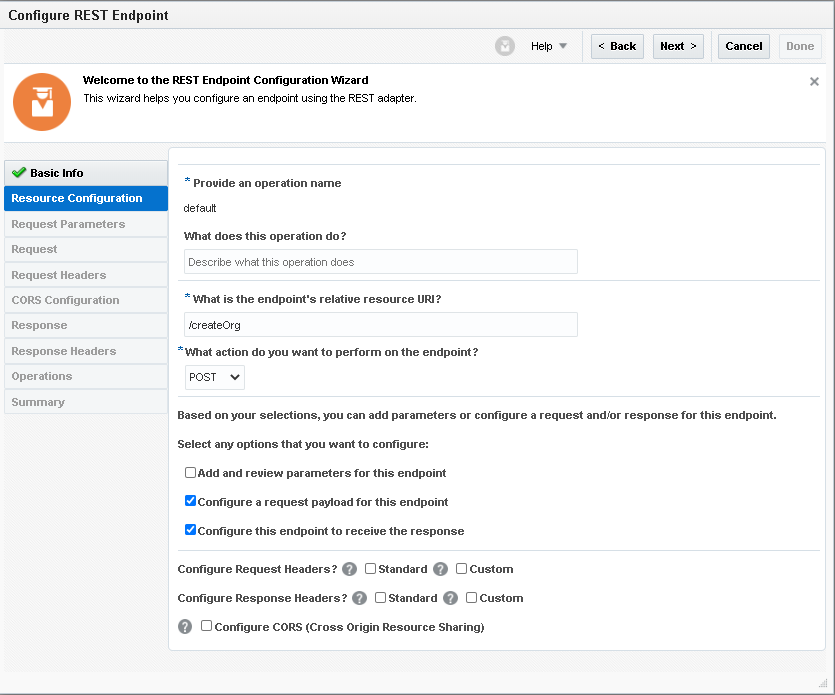 Configure REST Endpoint
Help
< Back
Next >
Cancel
Done
Welcome to the REST Endpoint Configuration Wizard
This wizard helps you configure an endpoint using the REST adapter.
Basic Info
Resource Configuration
Request Parameters
Request
Request Headers
CORS Configuration
Response
Response Headers
Operations
Summary
* Provide an operation name
default
What does this operation do?
Describe what this operation does
* What is the endpoint's relative resource URI?
/createOrg
* What action do you want to perform on the endpoint?
POST
Based on your selections, you can add parameters or configure a request and/or response for this endpoint.
Select any options that you want to configure:
Add and review parameters for this endpoint
Configure a request payload for this endpoint
Configure this endpoint to receive the response
Configure Request Headers? ? Standard ? Custom
Configure Response Headers? ? Standard ? Custom
? Configure CORS (Cross Origin Resource Sharing)